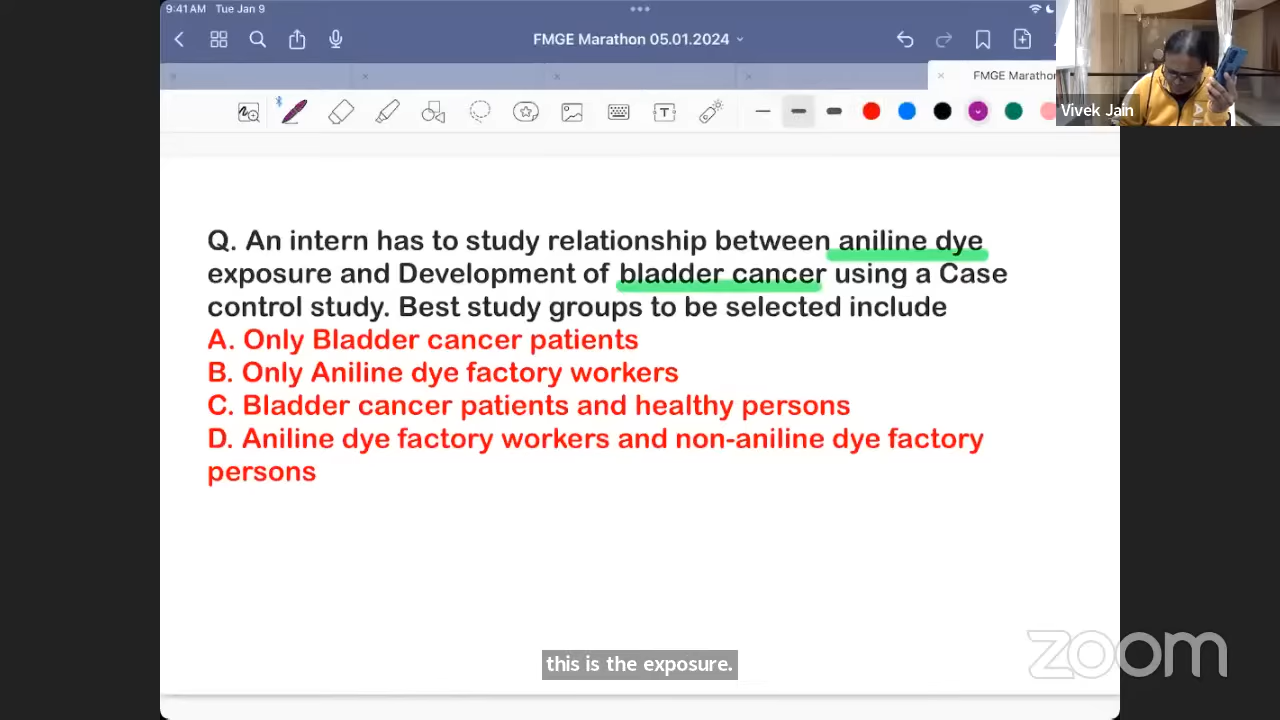 9:41 AM Tue Jan 9
FMGE Marathon 05.01.2024
FMGE Marathon
T
Vivek Jain
Q. An intern has to study relationship between aniline dye
exposure and Development of bladder cancer using a Case
control study. Best study groups to be selected include
A. Only Bladder cancer patients
B. Only Aniline dye factory workers
C. Bladder cancer patients and healthy persons
D. Aniline dye factory workers and non-aniline dye factory
persons
this is the exposure.
zoom